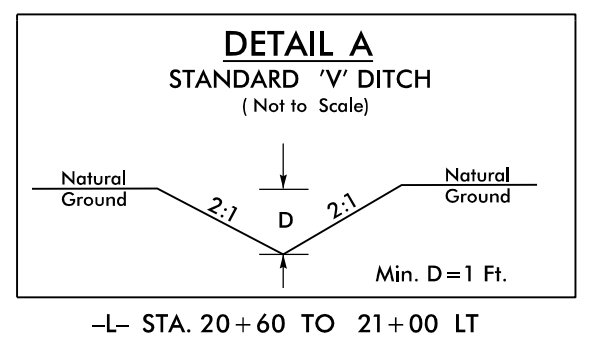 DETAIL A
STANDARD 'V' DITCH
( Not to Scale)
Natural
Ground
Natural
Ground
2:1
D
2:1
Min. D=1 Ft.
-L- STA. 20+60 TO 21+00 LT